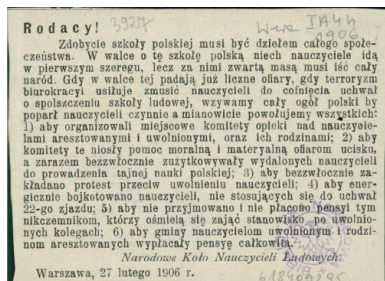 Rodacy!
39217
W-wa IA4h
1906.
Zdobycie szkoły polskiej musi być dziełem całego społe-
czeństwa. W walce o tę szkołę polską niech nauczyciele idą
w pierwszym szeregu, lecz za nimi zwartą masą musi iść cały
naród. Gdy w walce tej padają już liczne ofiary, gdy terroryzm
biurokracyi usiłuje zmusić nauczycieli do cofnięcia uchwał
o spolszczeniu szkoły ludowej, wzywamy cały ogół polski by
poparł nauczycieli czynnie a mianowicie powołujemy wszystkich:
1) aby organizowali miejscowe komitety opieki nad nauczycie-
lami aresztowanymi i uwolnionymi, oraz ich rodzinami; 2) aby
komitety te niosły pomoc moralną i materyalną ofiarom ucisku,
a zarazem bezzwłocznie zużytkowywały wydalonych nauczycieli
do prowadzenia tajnej nauki polskiej; 3) aby bezzwłocznie za-
kładano protest przeciw uwolnieniu nauczycieli; 4) aby ener-
gicznie bojkotowano nauczycieli, nie stosujących się do uchwał
22-go zjazdu; 5) aby nie przyjmowano i nie płacono pensyi tym
nikczemnikom, którzy ośmielą się zająć stanowisko po uwolnio-
nych kolegach; 6) aby gminy nauczycielom uwolnionym i rodzi-
nom aresztowanych wypłacały pensyę całkowitą.
Narodowe Koło Nauczycieli Ludowych.
Warszawa, 27 lutego 1906 r.